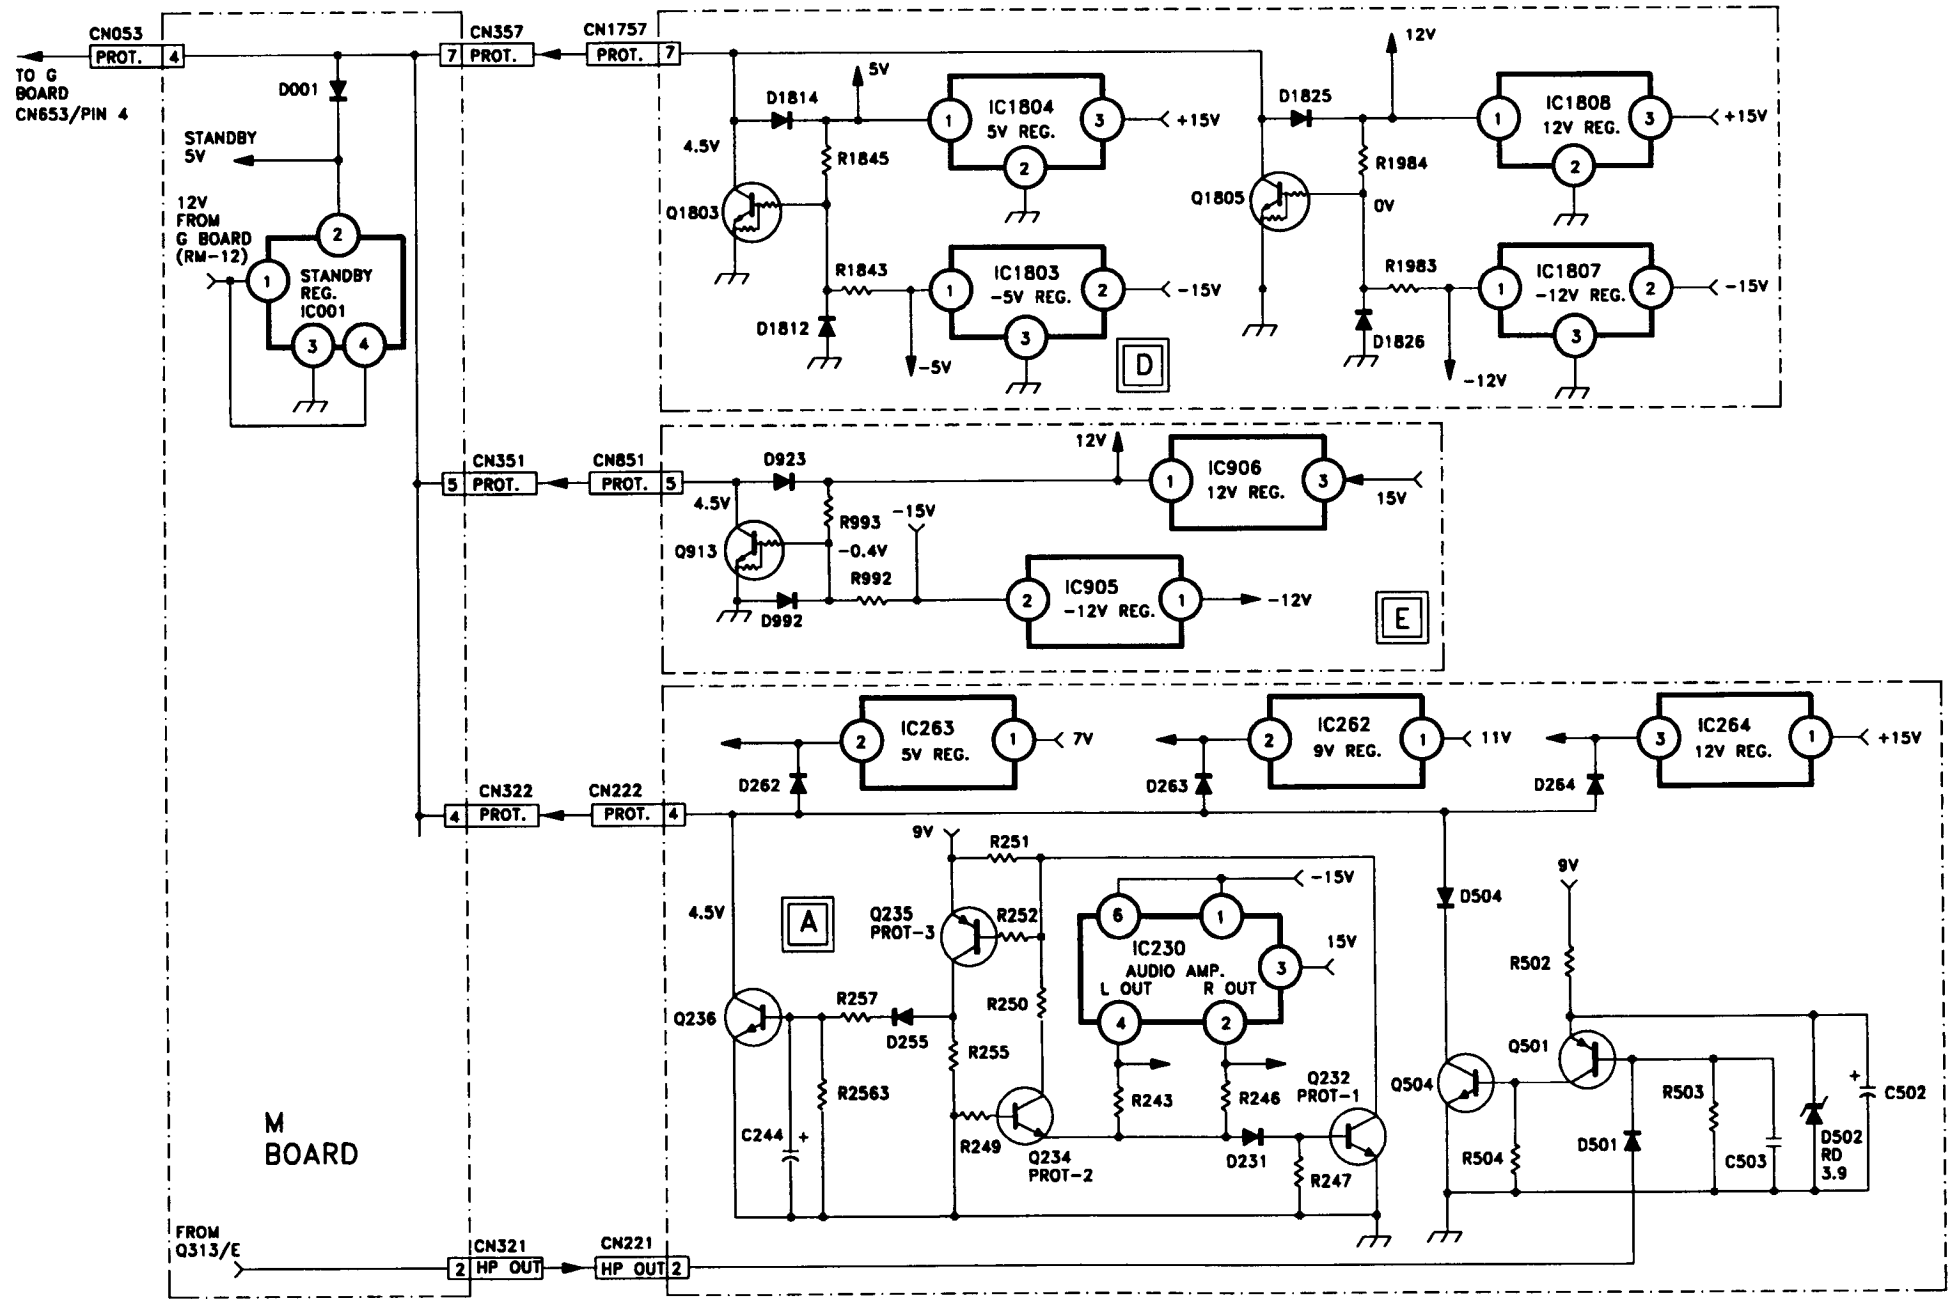 CN053
PROT. 4
TO G
BOARD
CN653/PIN 4
D001
STANDBY
5V
12V
FROM
G BOARD
(RM-12)
1
2
STANDBY
REG.
IC001
3
4
M
BOARD
FROM
Q313/E
CN357
7 PROT.
CN1757
PROT. 7
4.5V
D1814
5V
1
IC1804
5V REG.
3
+15V
2
R1845
Q1803
R1843
1
IC1803
-5V REG.
2
-15V
3
D1812
-5V
D
D1825
12V
1
IC1808
12V REG.
3
+15V
2
R1984
Q1805
0V
R1983
1
IC1807
-12V REG.
2
-15V
3
D1826
-12V
CN351
5 PROT.
CN851
PROT. 5
4.5V
D923
12V
1
IC906
12V REG.
3
15V
R993
-15V
Q913
-0.4V
R992
D992
2
IC905
-12V REG.
1
-12V
E
CN322
4 PROT.
CN222
PROT. 4
2
IC263
5V REG.
1
7V
D262
2
IC262
9V REG.
1
11V
D263
3
IC264
12V REG.
1
+15V
D264
4.5V
A
9V
R251
Q235
PROT-3
R252
-15V
6
1
IC230
AUDIO AMP.
L OUT
R OUT
15V
3
4
2
Q236
R257
D255
R250
R255
R2563
C244
+
R249
Q234
PROT-2
R243
R246
D231
Q232
PROT-1
R247
D504
9V
R502
Q501
Q504
R504
D501
R503
C503
D502
RD
3.9
+
C502
CN321
2 HP OUT
CN221
HP OUT 2